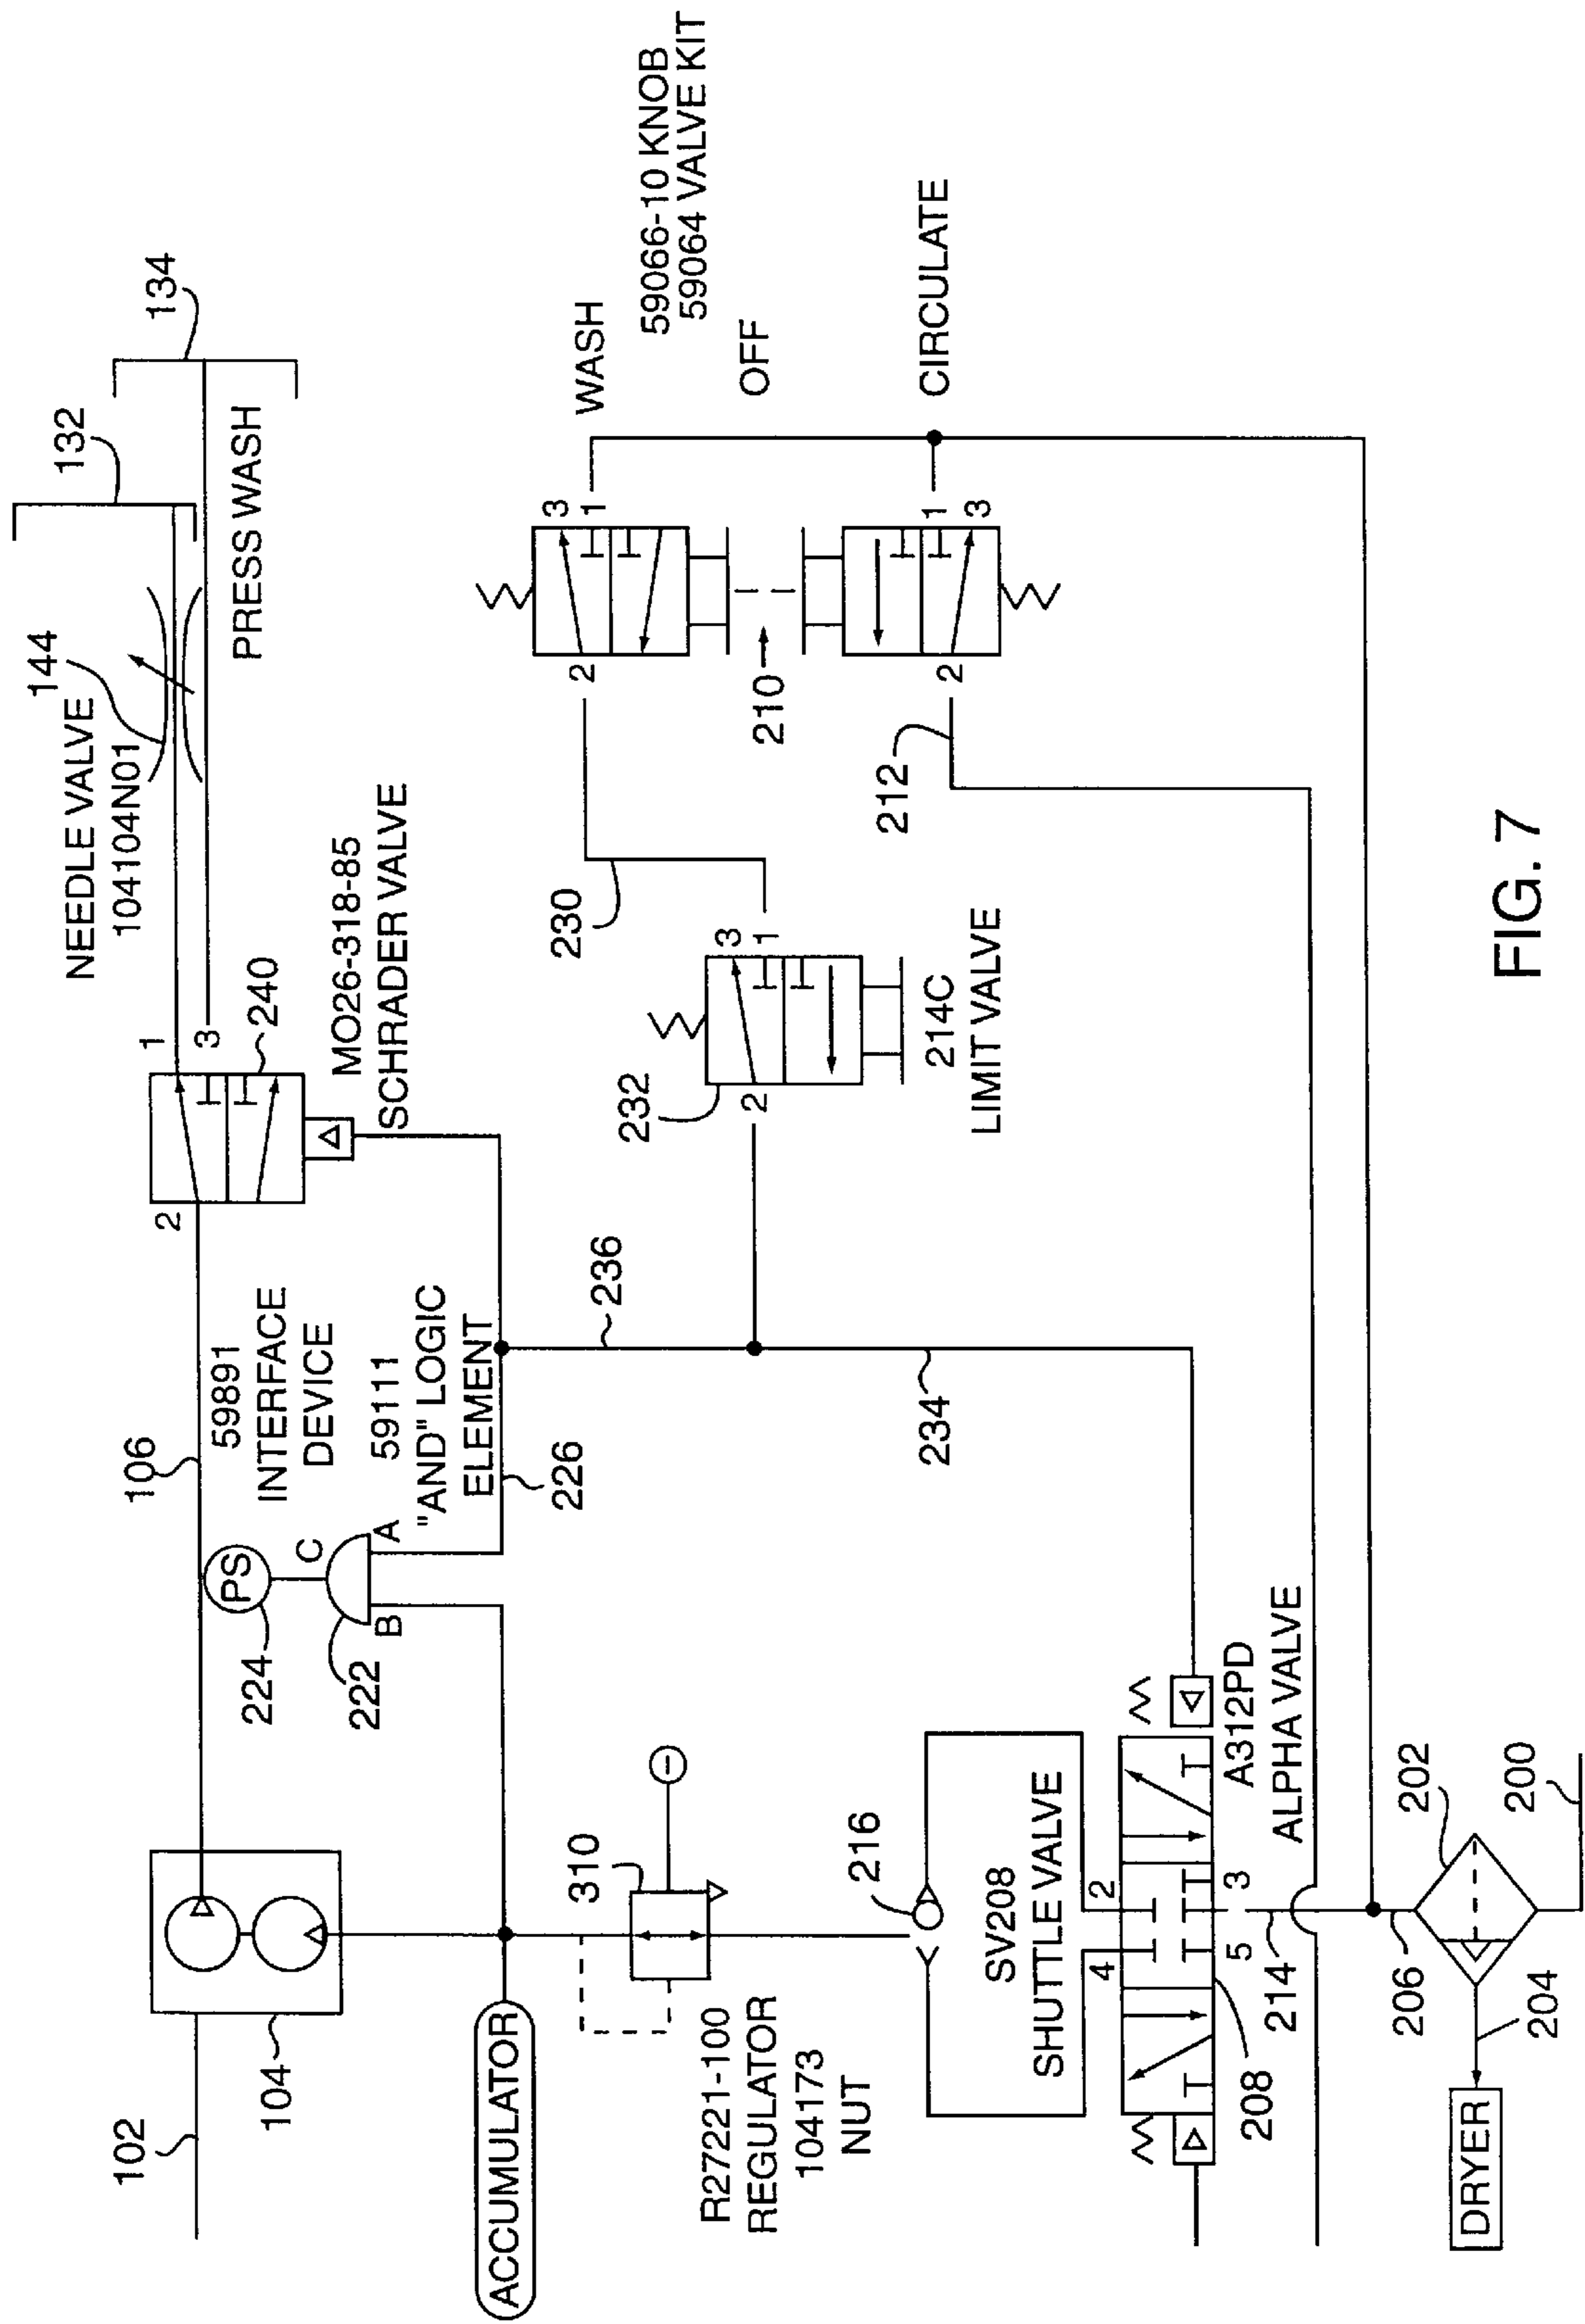 102
104
106
59891
INTERFACE
DEVICE
PS
224
222
C
B
A
59111
"AND" LOGIC
ELEMENT
226
2
1
3
240
MO26-318-85
SCHRADER VALVE
NEEDLE VALVE
104104N01
144
132
134
PRESS WASH
ACCUMULATOR
310
R27221-100
REGULATOR
104173
NUT
216
SV208
SHUTTLE VALVE
4
2
5
3
208
214
A312PD
ALPHA VALVE
236
234
232
2
3
1
214C
LIMIT VALVE
230
2
3
1
WASH
59066-10 KNOB
59064 VALVE KIT
OFF
210
CIRCULATE
2
1
3
212
202
200
206
204
DRYER
FIG. 7